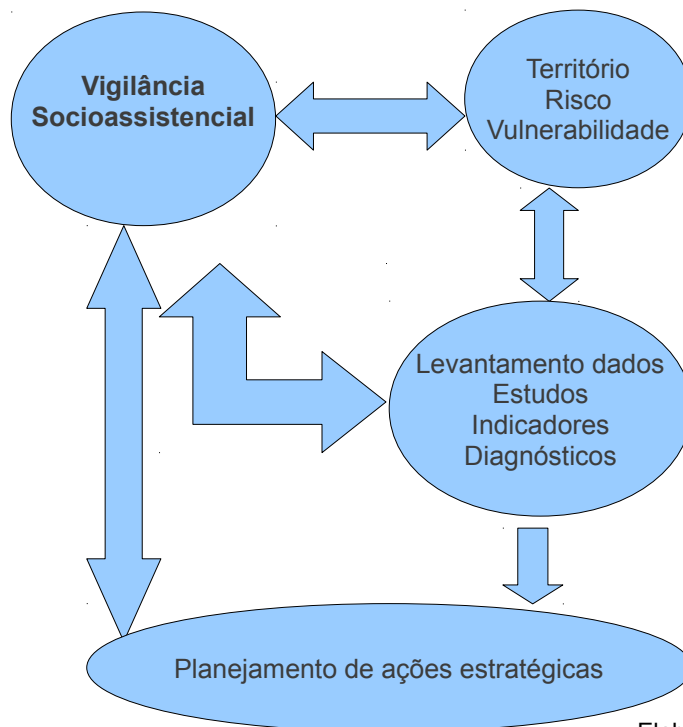 Vigilância
Socioassistencial
Território
Risco
Vulnerabilidade
Levantamento dados
Estudos
Indicadores
Diagnósticos
Planejamento de ações estratégicas